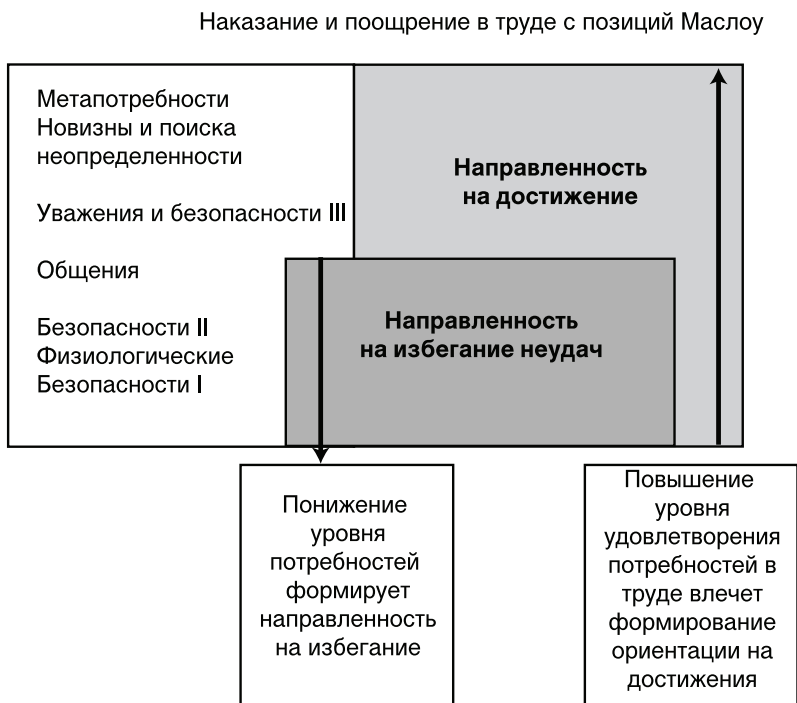 Наказание и поощрение в труде с позиций Маслоу
Метапотребности
Новизны и поиска
неопределенности
Уважения и безопасности III
Общения
Безопасности II
Физиологические
Безопасности I
Направленность
на достижение
Направленность
на избегание неудач
Понижение
уровня
потребностей
формирует
направленность
на избегание
Повышение
уровня
удовлетворения
потребностей в
труде влечет
формирование
ориентации на
достижения